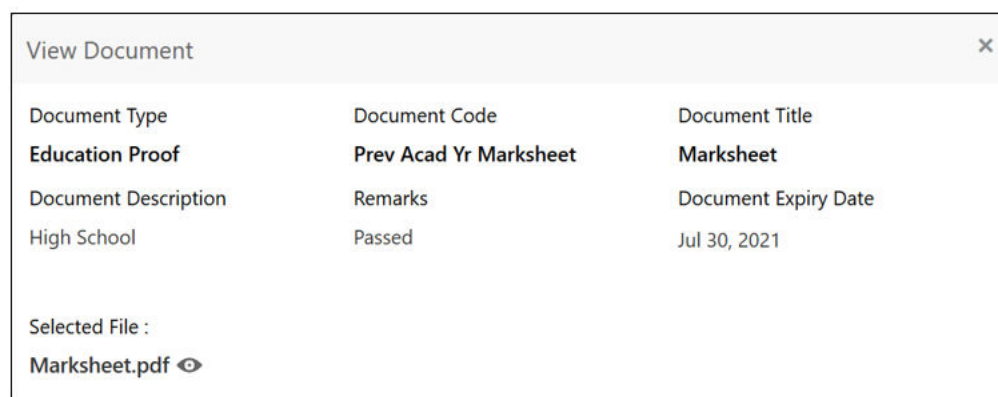 View Document
Document Type Document Code Document Title
Education Proof Prev Acad Yr Marksheet Marksheet
Document Description Remarks Document Expiry Date
High School Passed Jul 30, 2021
Selected File :
Marksheet.pdf